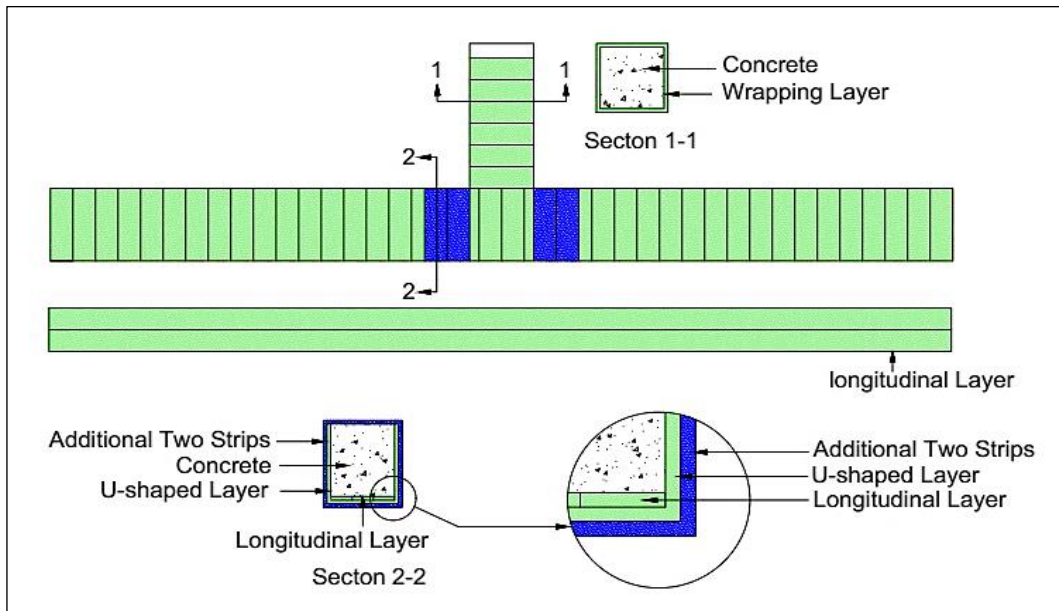 1
1
Concrete
Wrapping Layer
Secton 1-1
2
2
longitudinal Layer
Additional Two Strips
Concrete
U-shaped Layer
Longitudinal Layer
Secton 2-2
Additional Two Strips
U-shaped Layer
Longitudinal Layer